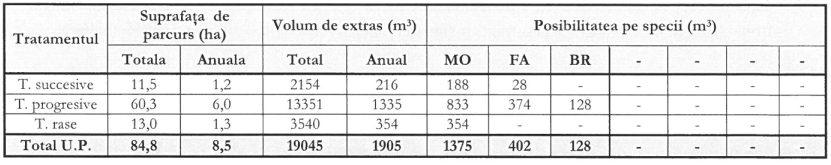 Tratamentul | Suprafața de parcurs (ha) | Volum de extras (m³) | Posibilitatea pe specii (m³)
Totala | Anuala | Total | Anual | MO | FA | BR | - | - | - | - | -
T. succesive | 11,5 | 1,2 | 2154 | 216 | 188 | 28 | - | - | - | - | - | -
T. progresive | 60,3 | 6,0 | 13351 | 1335 | 833 | 374 | 128 | - | - | - | - | -
T. rase | 13,0 | 1,3 | 3540 | 354 | 354 | - | - | - | - | - | - | -
Total U.P. | 84,8 | 8,5 | 19045 | 1905 | 1375 | 402 | 128 | - | - | - | - | -